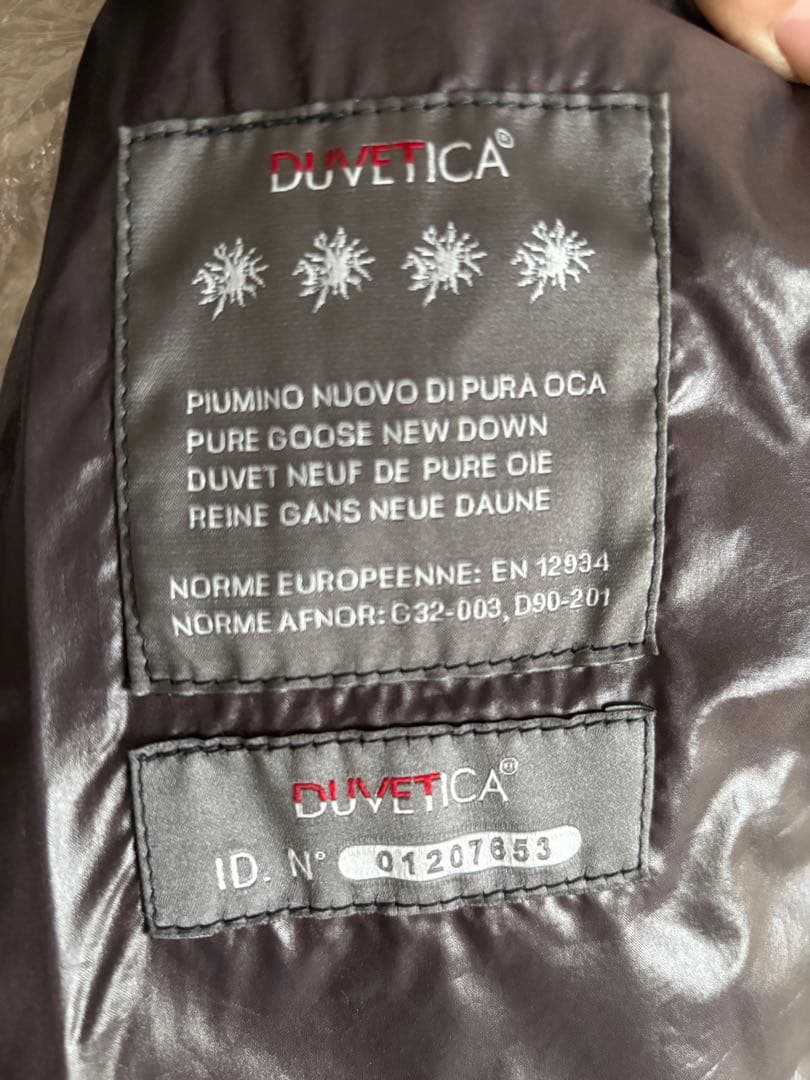 DUVETICA®
PIUMINO NUOVO DI PURA OCA
PURE GOOSE NEW DOWN
DUVET NEUF DE PURE OIE
REINE GANS NEUE DAUNE
NORME EUROPEENNE: EN 12934
NORME AFNOR: G32-003, D90-201
DUVETICA®
ID. N° 01207653